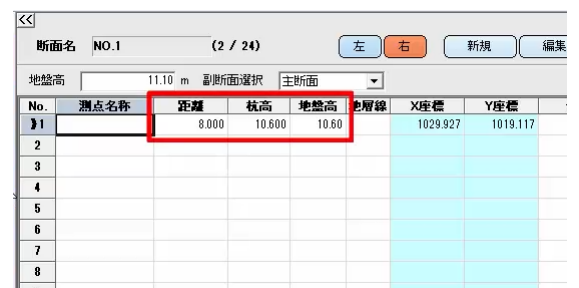 <<
断面名 NO.1 (2 / 24) 左 右 新規 編集
地盤高 11.10 m 副断面選択 主断面
No. 測点名称 距離 杭高 地盤高 地層線 X座標 Y座標
1 8.000 10.600 10.60 1029.927 1019.117
2
3
4
5
6
7
8